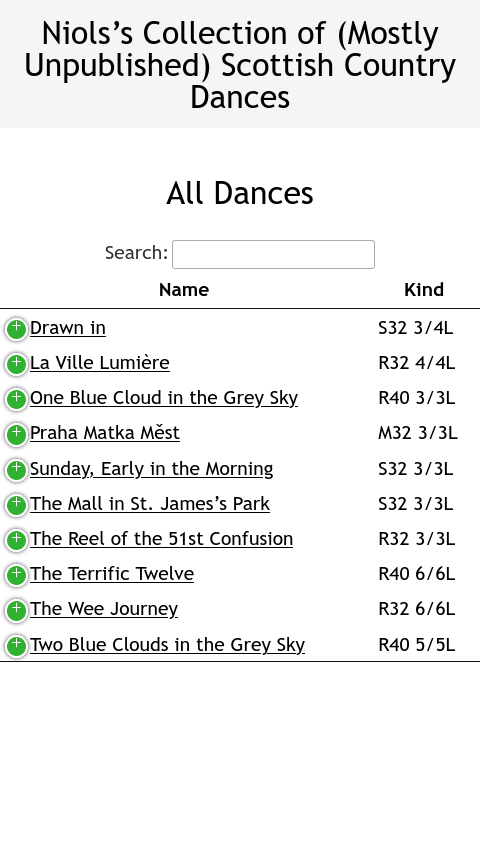 Niols’s Collection of (Mostly
Unpublished) Scottish Country
Dances
All Dances
Search:
Name Kind
Drawn in S32 3/4L
La Ville Lumière R32 4/4L
One Blue Cloud in the Grey Sky R40 3/3L
Praha Matka Měst M32 3/3L
Sunday, Early in the Morning S32 3/3L
The Mall in St. James’s Park S32 3/3L
The Reel of the 51st Confusion R32 3/3L
The Terrific Twelve R40 6/6L
The Wee Journey R32 6/6L
Two Blue Clouds in the Grey Sky R40 5/5L